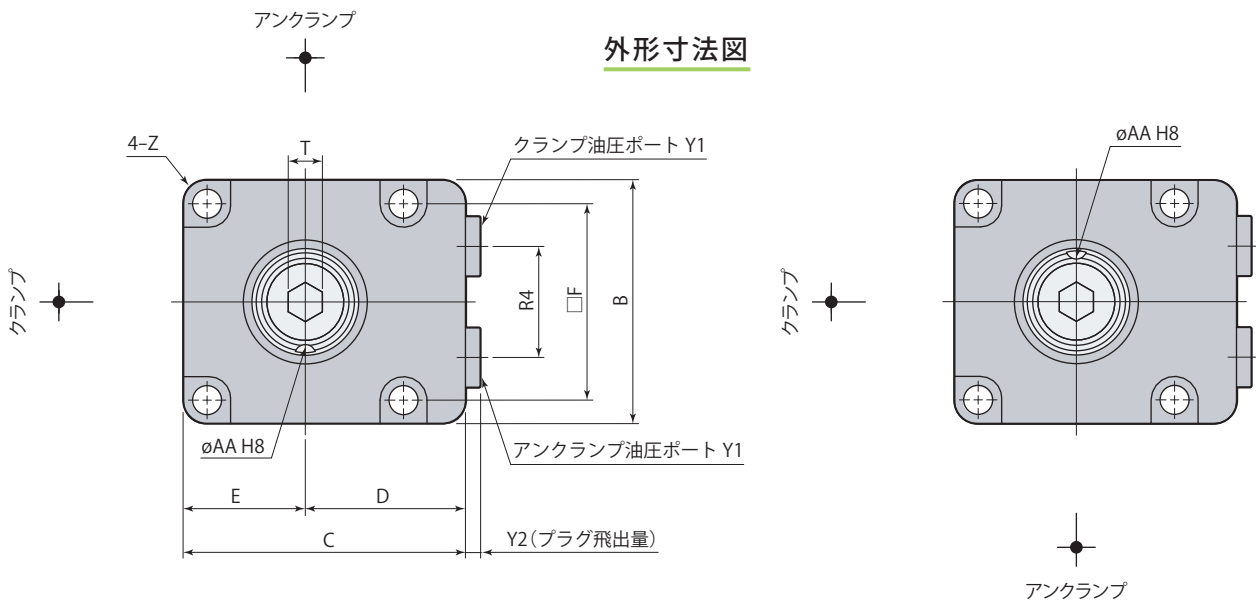 アンクランプ
外形寸法図
4–Z
T
クランプ油圧ポート Y1
クランプ
R4
□F
B
øAA H8
アンクランプ油圧ポート Y1
E
D
C
Y2(プラグ飛出量)
øAA H8
クランプ
アンクランプ